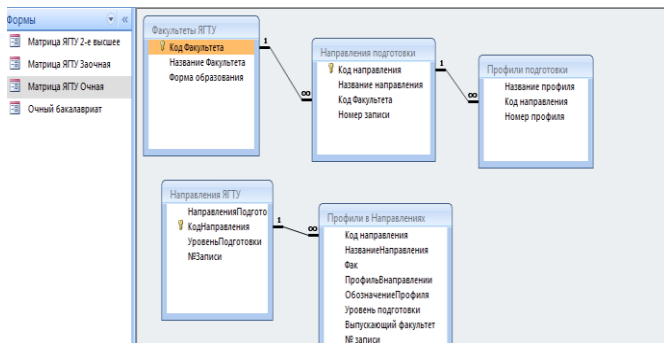 Формы
Матрица ЯГТУ 2-е высшее
Матрица ЯГТУ Заочная
Матрица ЯГТУ Очная
Очный бакалавриат
Факультеты ЯГТУ
Код Факультета
Название Факультета
Форма образования
1
∞
Направления подготовки
Код направления
Название направления
Код Факультета
Номер записи
1
∞
Профили подготовки
Название профиля
Код направления
Номер профиля
Направления ЯГТУ
НаправленияПодгото
КодНаправления
УровеньПодготовки
№Записи
1
∞
Профили в Направлениях
Код направления
НазваниеНаправления
Фак
ПрофильВнаправлении
ОбозначениеПрофиля
Уровень подготовки
Выпускающий факультет
№ записи